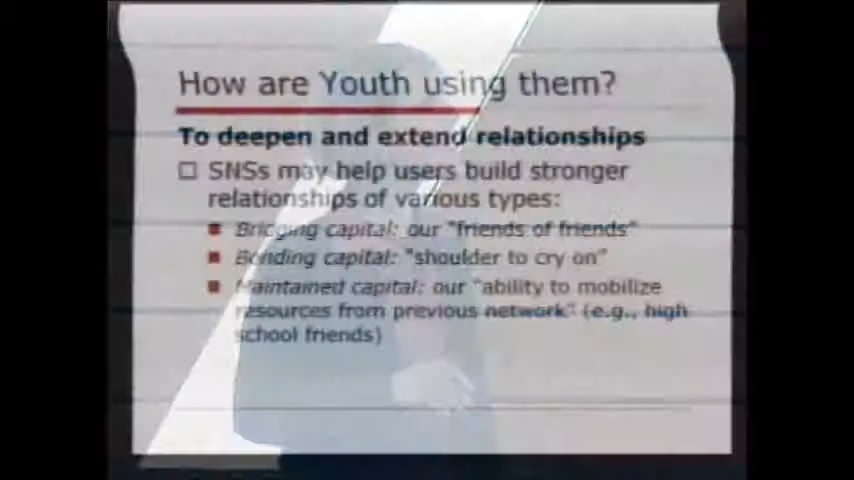 How are Youth using them?
To deepen and extend relationships
SNSs may help users build stronger
relationships of various types:
Bridging capital: our "friends of friends"
Bonding capital: "shoulder to cry on"
Maintained capital: our "ability to mobilize
resources from previous network" (e.g., high
school friends)